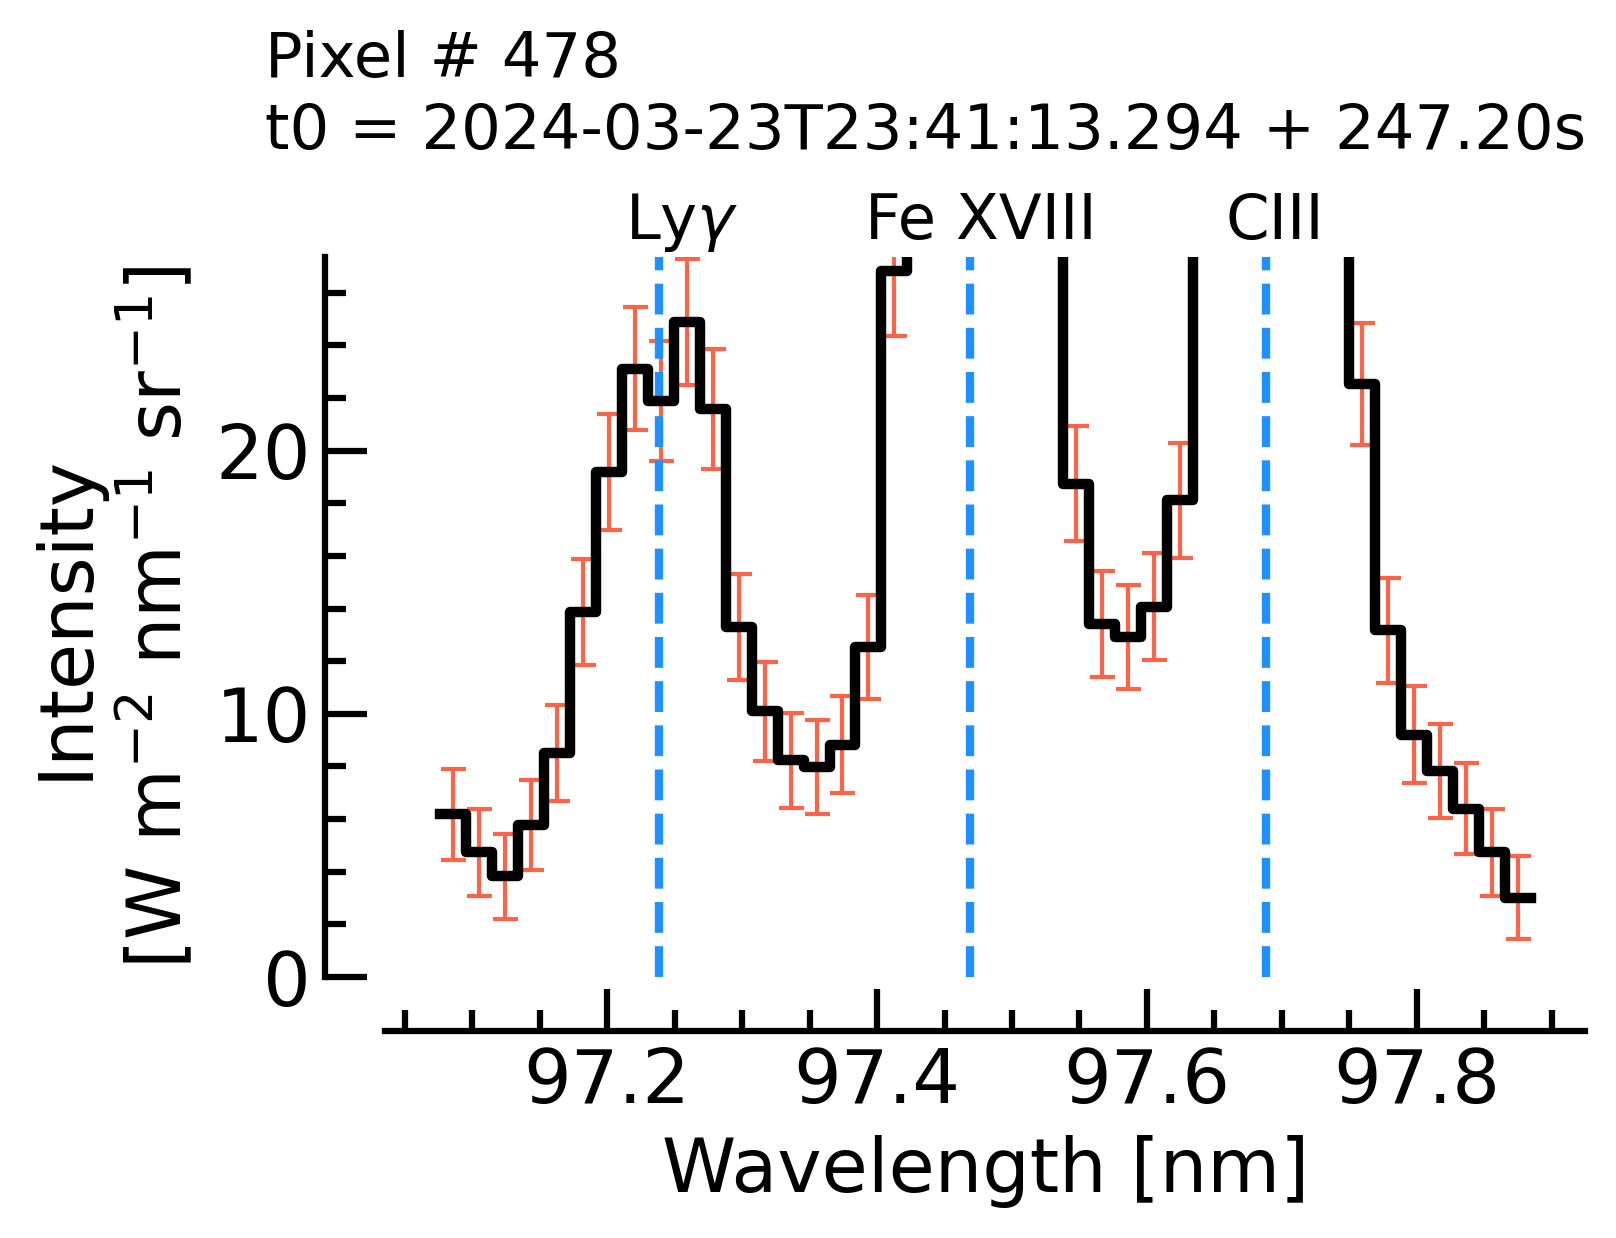 Pixel # 478
t0 = 2024-03-23T23:41:13.294 + 247.20s
Lyγ Fe XVIII CIII
Intensity
[W m⁻² nm⁻¹ sr⁻¹]
20
10
0
97.2 97.4 97.6 97.8
Wavelength [nm]